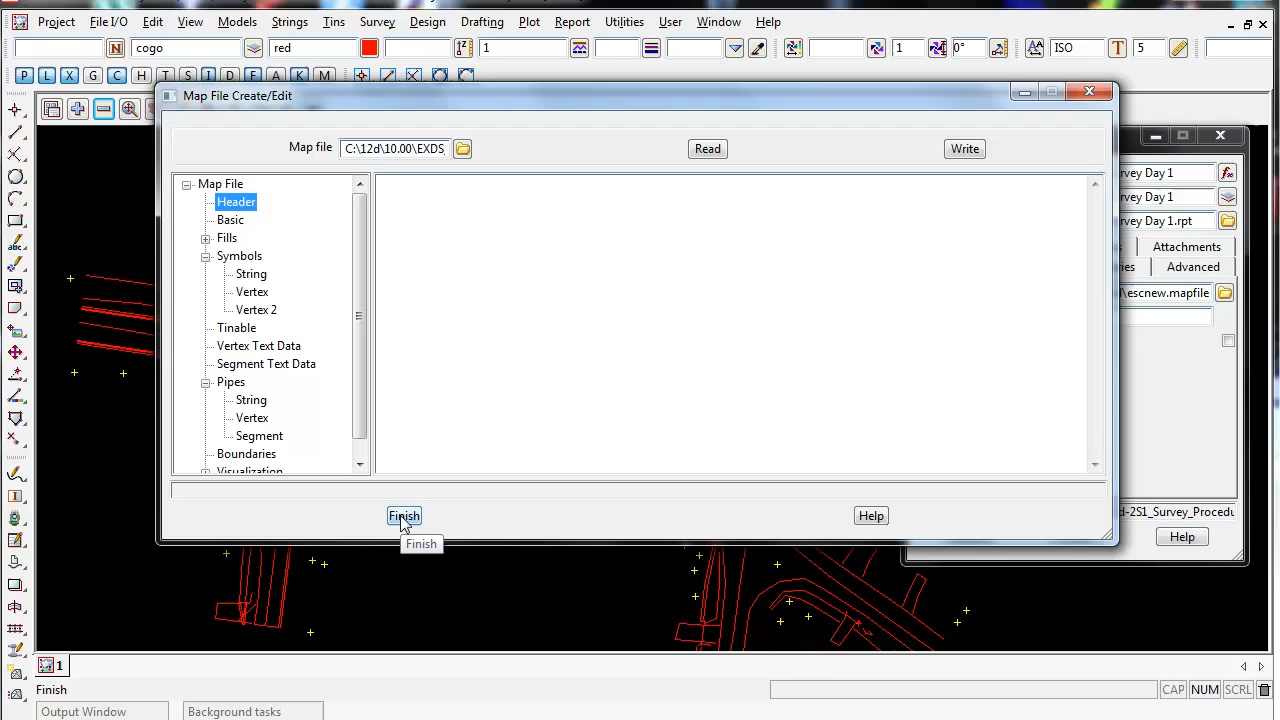 Project File I/O Edit View Models Strings Tins Survey Design Drafting Plot Report Utilities User Window Help
N cogo red 1 1 0° ISO T 5
P L X G C H T S I D F A K M
Map File Create/Edit
Map file C:\12d\10.00\EXDS_ Read Write
Map File
Header
Basic
Fills
Symbols
String
Vertex
Vertex 2
Tinable
Vertex Text Data
Segment Text Data
Pipes
String
Vertex
Segment
Boundaries
Visualization
Finish Help
Finish
rvey Day 1
rvey Day 1
rvey Day 1.rpt
Attachments
ries Advanced
\escnew.mapfile
d-2S1_Survey_Procedu
Help
1
Finish CAP NUM SCRL
Output Window Background tasks